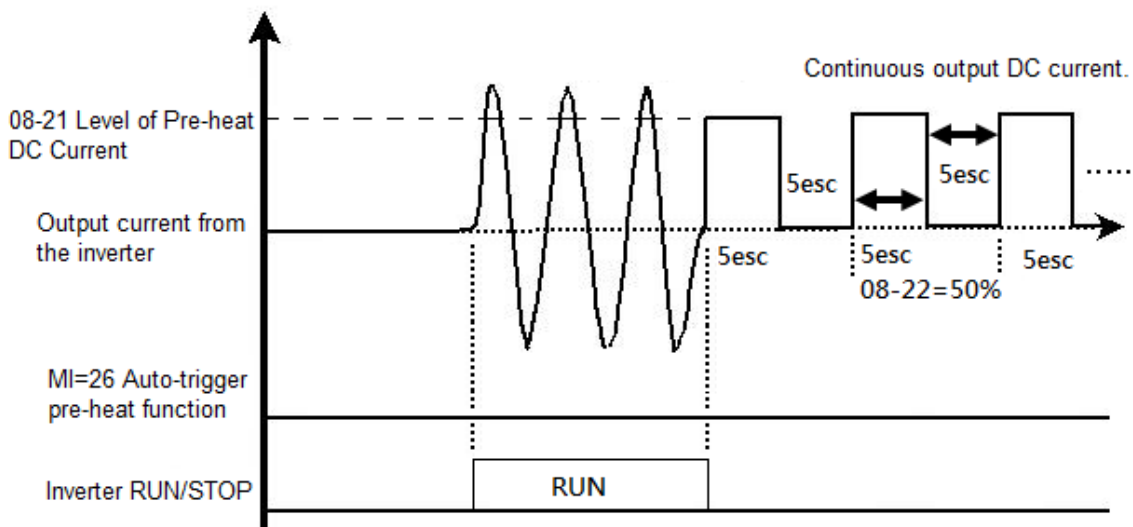 Continuous output DC current.
08-21 Level of Pre-heat
DC Current
5esc
5esc
Output current from
the inverter
5esc
5esc
5esc
08-22=50%
MI=26 Auto-trigger
pre-heat function
Inverter RUN/STOP
RUN